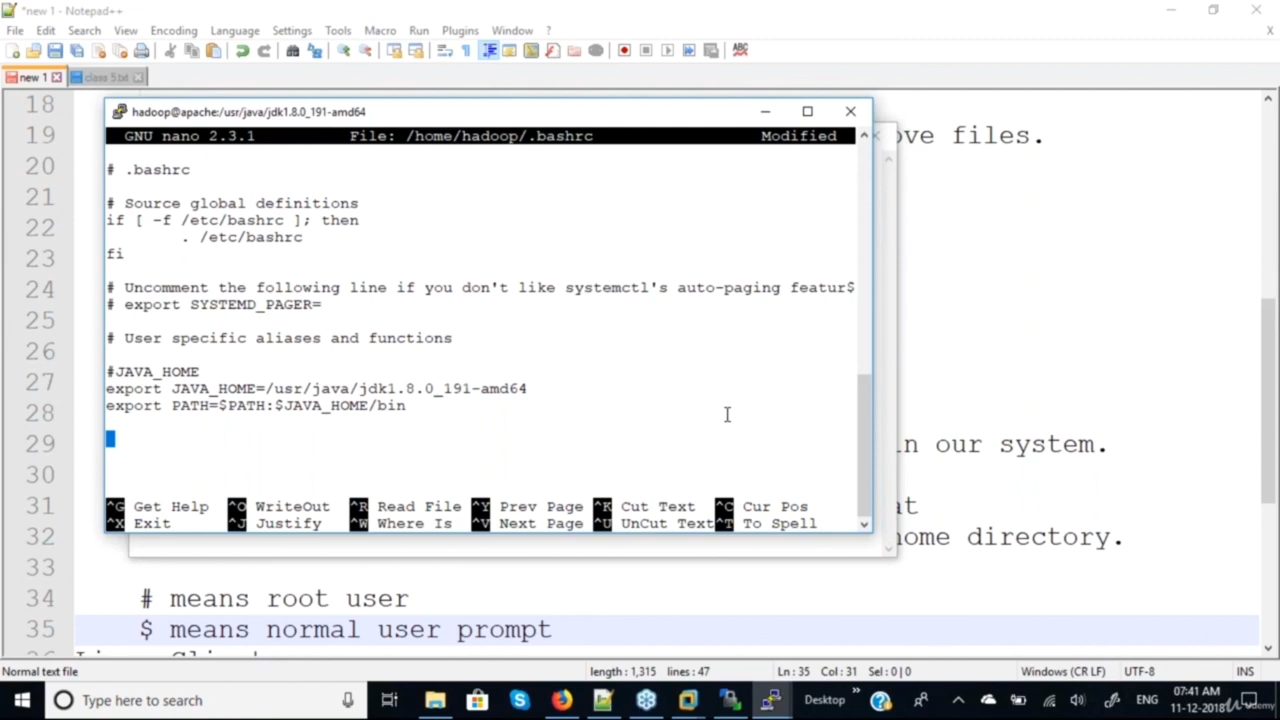 *new 1 - Notepad++
File Edit Search View Encoding Language Settings Tools Macro Run Plugins Window ?
X
ABC
new 1
class 5.txt
18
hadoop@apache:/usr/java/jdk1.8.0_191-amd64
19
ove files.
GNU nano 2.3.1 File: /home/hadoop/.bashrc Modified
20
# .bashrc
21
# Source global definitions
22
if [ -f /etc/bashrc ]; then
. /etc/bashrc
23
fi
24
# Uncomment the following line if you don't like systemctl's auto-paging featur$
# export SYSTEMD_PAGER=
25
# User specific aliases and functions
26
#JAVA_HOME
27
export JAVA_HOME=/usr/java/jdk1.8.0_191-amd64
export PATH=$PATH:$JAVA_HOME/bin
28
29
n our system.
30
^G Get Help ^O WriteOut ^R Read File ^Y Prev Page ^K Cut Text ^C Cur Pos
^X Exit ^J Justify ^W Where Is ^V Next Page ^U UnCut Text ^T To Spell
31
at
32
home directory.
33
34 # means root user
35 $ means normal user prompt
Normal text file length : 1,315 lines : 47 Ln : 35 Col : 31 Sel : 0 | 0 Windows (CR LF) UTF-8 INS
Type here to search
Desktop
ENG
07:41 AM
11-12-2018
Udemy